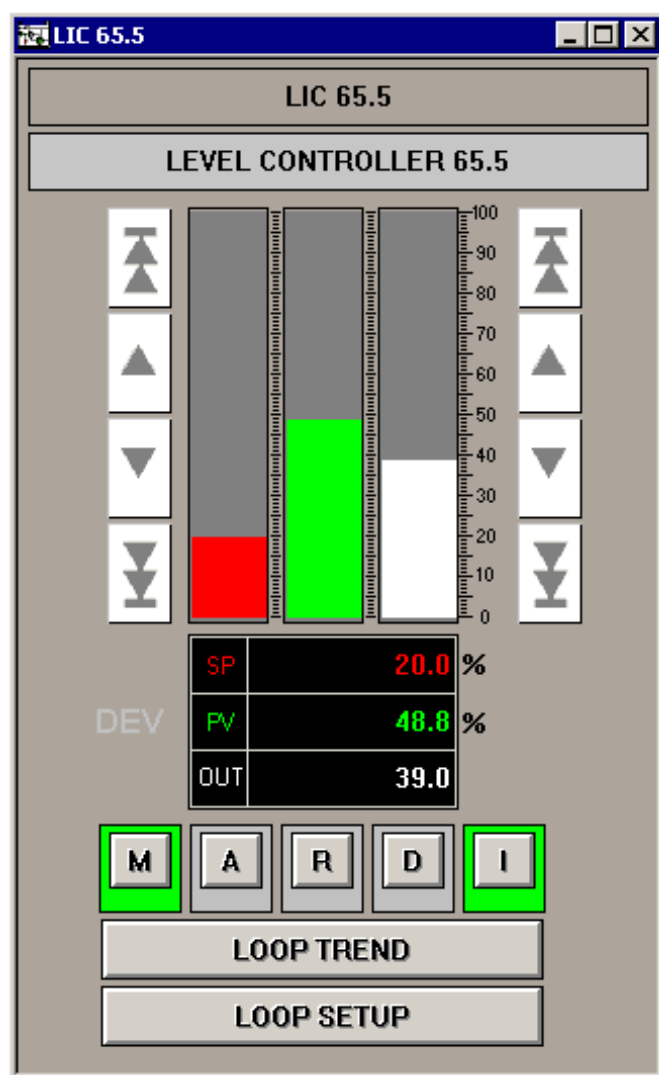 LIC 65.5
LIC 65.5
LEVEL CONTROLLER 65.5
100
90
80
70
60
50
40
30
20
10
0
SP 20.0 %
DEV PV 48.8 %
OUT 39.0
M A R D I
LOOP TREND
LOOP SETUP